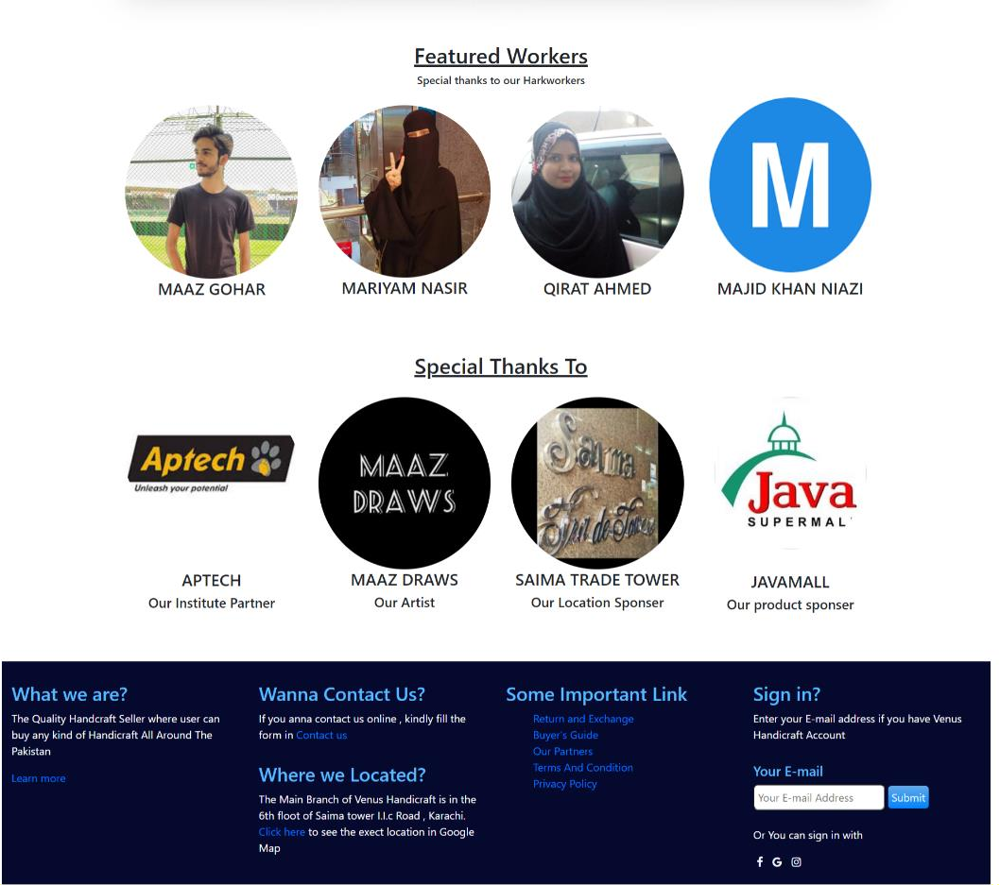 Featured Workers
Special thanks to our Harkworkers
M
MAAZ GOHAR
MARIYAM NASIR
QIRAT AHMED
MAJID KHAN NIAZI
Special Thanks To
Aptech
Unleash your potential
MAAZ
DRAWS
Saima
Java
SUPERMAL
APTECH
Our Institute Partner
MAAZ DRAWS
Our Artist
SAIMA TRADE TOWER
Our Location Sponser
JAVAMALL
Our product sponser
What we are?
The Quality Handcraft Seller where user can
buy any kind of Handicraft All Around The
Pakistan
Learn more
Wanna Contact Us?
If you anna contact us online , kindly fill the
form in Contact us
Where we Located?
The Main Branch of Venus Handicraft is in the
6th floot of Saima tower I.I.c Road , Karachi.
Click here to see the exect location in Google
Map
Some Important Link
Return and Exchange
Buyer's Guide
Our Partners
Terms And Condition
Privacy Policy
Sign in?
Enter your E-mail address if you have Venus
Handicraft Account
Your E-mail
Your E-mail Address
Submit
Or You can sign in with